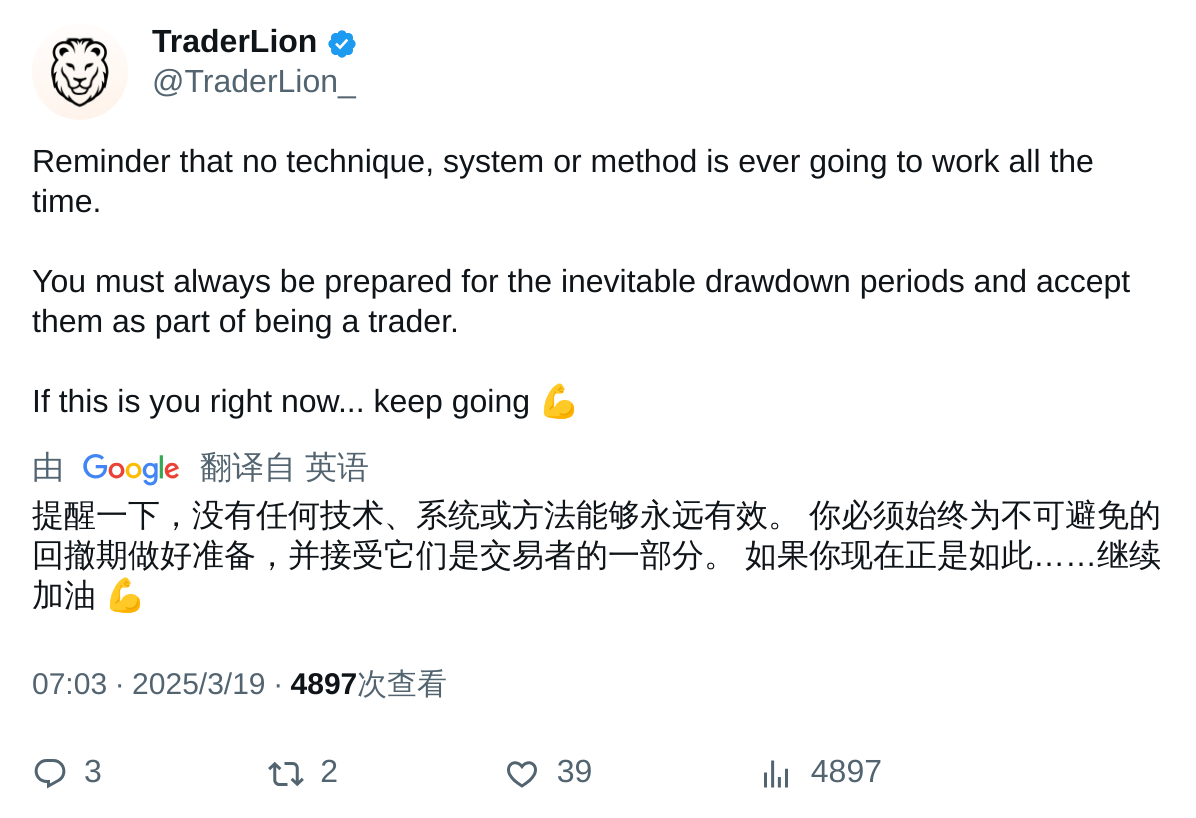 TraderLion
@TraderLion_
Reminder that no technique, system or method is ever going to work all the
time.
You must always be prepared for the inevitable drawdown periods and accept
them as part of being a trader.
If this is you right now... keep going 💪
由 Google 翻译自 英语
提醒一下，没有任何技术、系统或方法能够永远有效。 你必须始终为不可避免的
回撤期做好准备，并接受它们是交易者的一部分。 如果你现在正是如此……继续
加油 💪
07:03 · 2025/3/19 · 4897次查看
3 2 39 4897